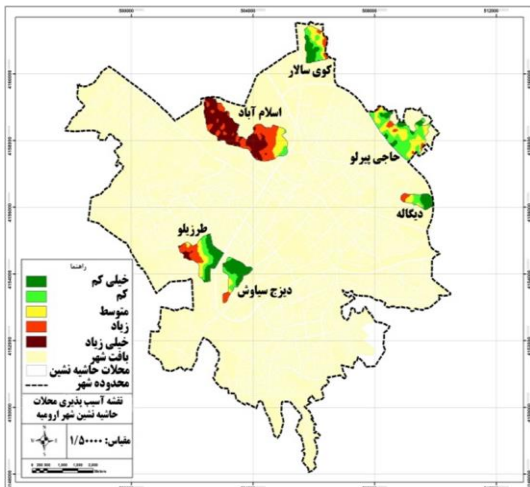 کوی سالار
اسلام آباد
حاجی پیرلو
دیگاله
طرزیلو
دیزج سیاوش
راهنما
خیلی کم
کم
متوسط
زیاد
خیلی زیاد
بافت شهر
محلات حاشیه نشین
محدوده شهر
نقشه آسیب پذیری محلات
حاشیه نشین شهر ارومیه
مقیاس: ۱/۵۰۰۰۰